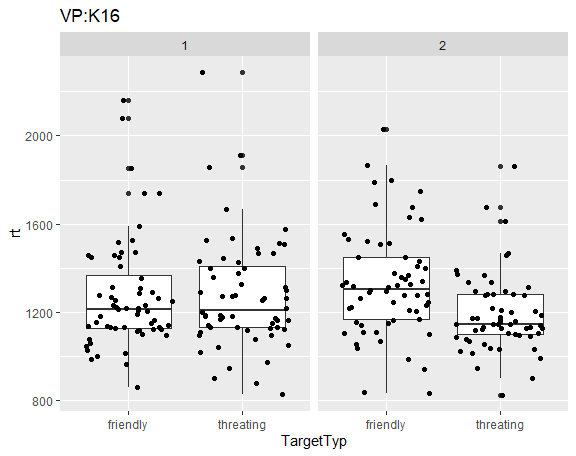 VP:K16
1 2
rt
2000
1600
1200
800
friendly threating friendly threating
TargetTyp